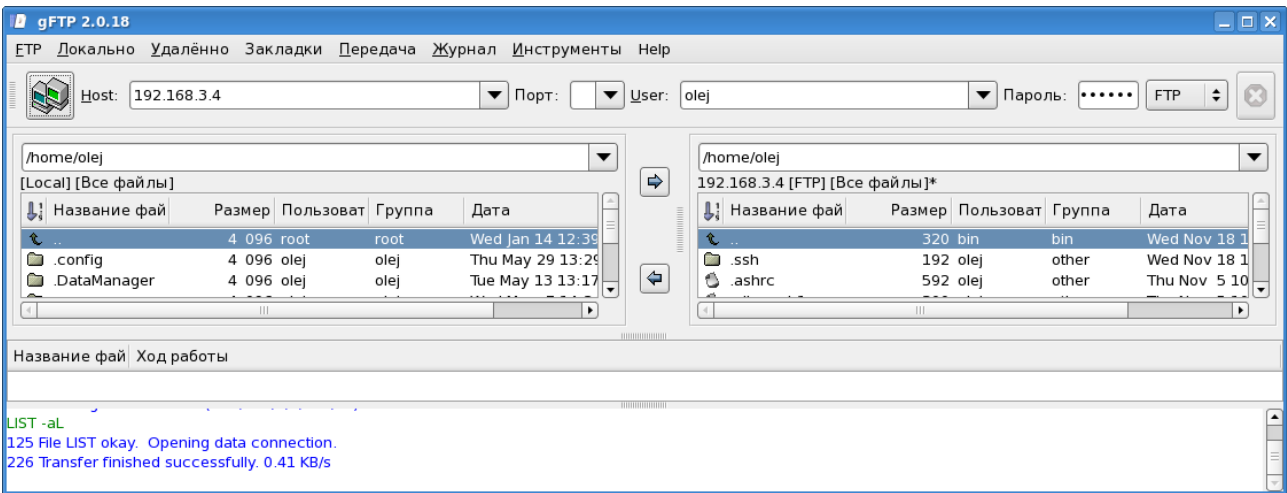 gFTP 2.0.18
FTP Локально Удалённо Закладки Передача Журнал Инструменты Help
Host: 192.168.3.4 Порт: User: olej Пароль: •••••• FTP
/home/olej
[Local] [Все файлы]
Название фай Размер Пользоват Группа Дата
.. 4 096 root root Wed Jan 14 12:39
.config 4 096 olej olej Thu May 29 13:29
.DataManager 4 096 olej olej Tue May 13 13:17
/home/olej
192.168.3.4 [FTP] [Все файлы]*
Название фай Размер Пользоват Группа Дата
.. 320 bin bin Wed Nov 18 1
.ssh 192 olej other Wed Nov 18 1
.ashrc 592 olej other Thu Nov 5 10
Название фай Ход работы
LIST -aL
125 File LIST okay. Opening data connection.
226 Transfer finished successfully. 0.41 KB/s